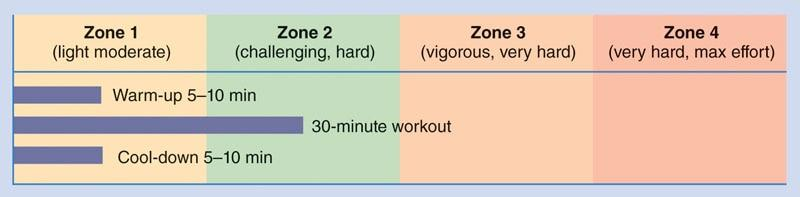 Zone 1
(light moderate)
Zone 2
(challenging, hard)
Zone 3
(vigorous, very hard)
Zone 4
(very hard, max effort)
Warm-up 5–10 min
30-minute workout
Cool-down 5–10 min